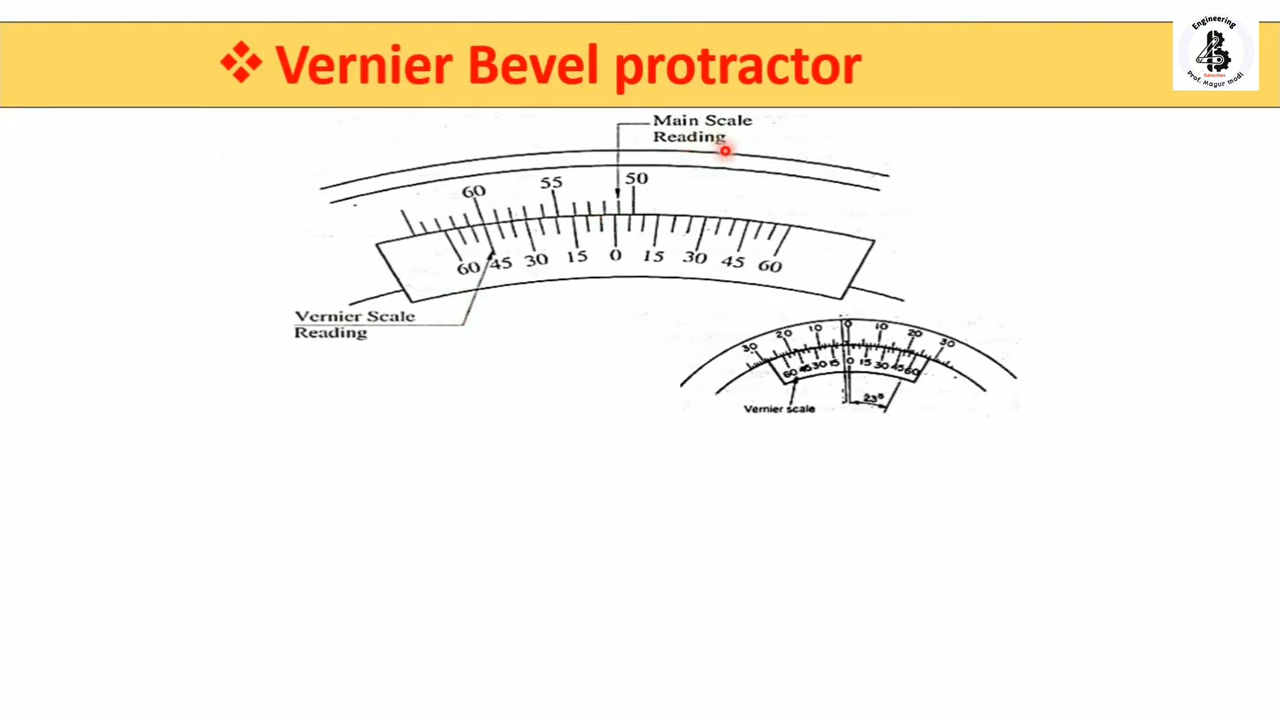 Engineering
Subscribes
Prof. Mayur modi
❖ Vernier Bevel protractor
Main Scale
Reading
60 55 50
60 45 30 15 0 15 30 45 60
Vernier Scale
Reading
30 20 10 0 10 20 30
60 45 30 15 0 15 30 45 60
23°
Vernier scale